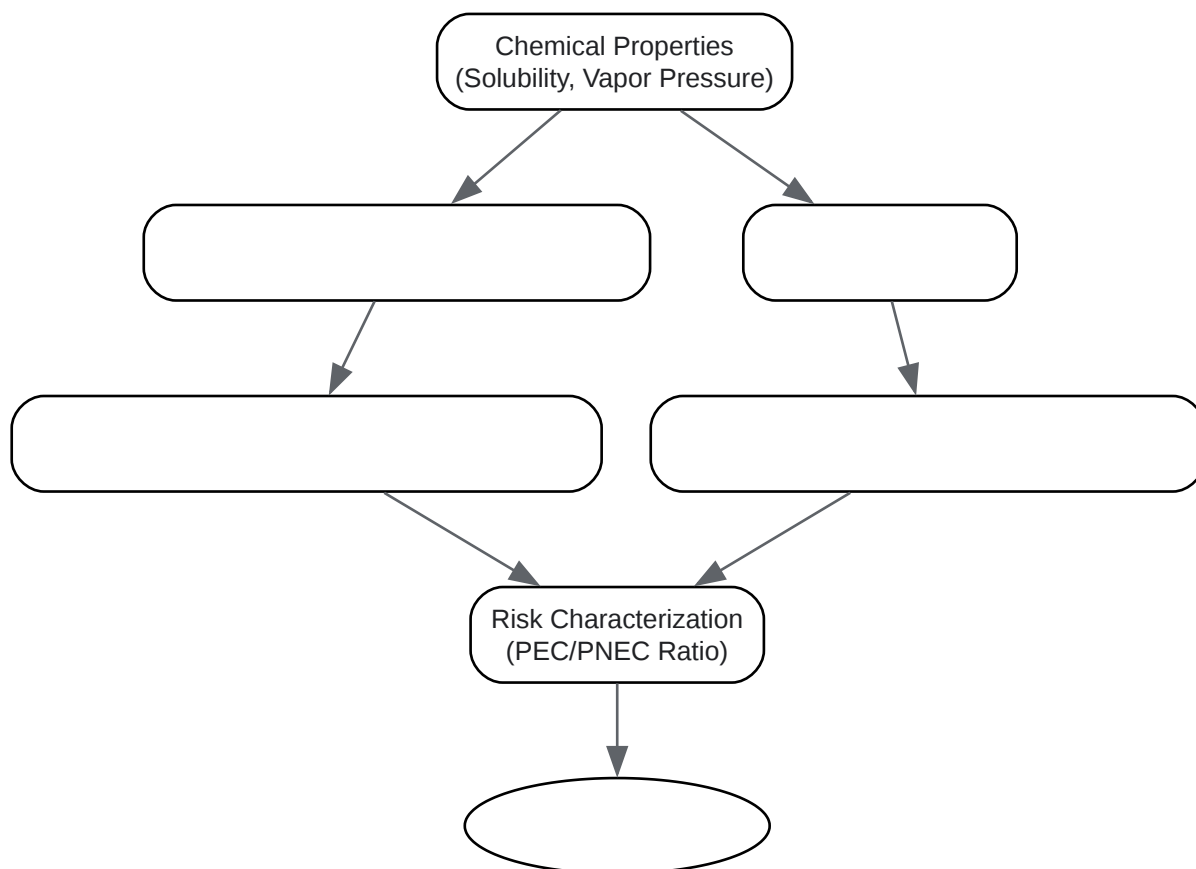 Chemical Properties
(Solubility, Vapor Pressure)
Risk Characterization
(PEC/PNEC Ratio)